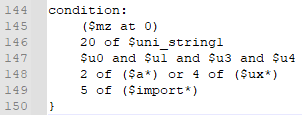 144 condition:
145 ($mz at 0)
146 20 of $uni_string1
147 $u0 and $u1 and $u3 and $u4
148 2 of ($a*) or 4 of ($ux*)
149 5 of ($import*)
150 }